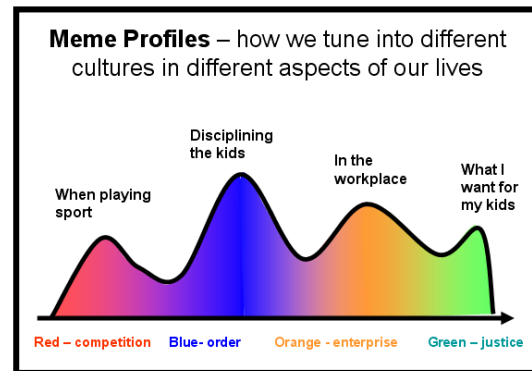 Meme Profiles – how we tune into different
cultures in different aspects of our lives
Disciplining
the kids
In the
workplace
What I
want for
my kids
When playing
sport
Red – competition
Blue- order
Orange - enterprise
Green – justice